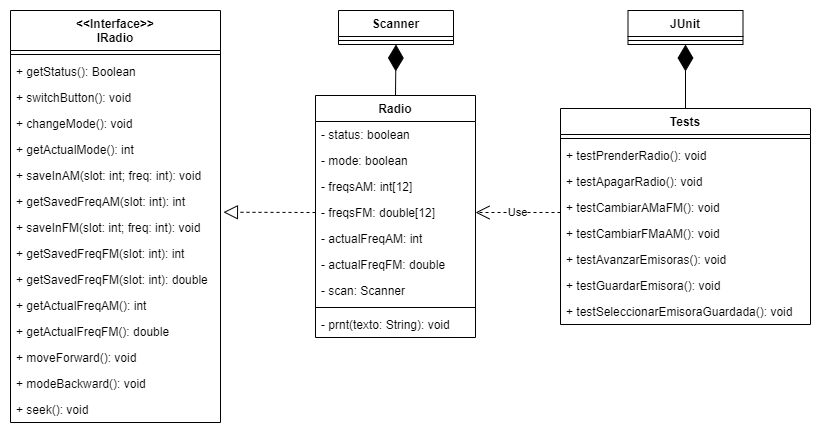 <<Interface>>
IRadio
+ getStatus(): Boolean
+ switchButton(): void
+ changeMode(): void
+ getActualMode(): int
+ saveInAM(slot: int; freq: int): void
+ getSavedFreqAM(slot: int): int
+ saveInFM(slot: int; freq: int): void
+ getSavedFreqFM(slot: int): int
+ getSavedFreqFM(slot: int): double
+ getActualFreqAM(): int
+ getActualFreqFM(): double
+ moveForward(): void
+ modeBackward(): void
+ seek(): void
Scanner
Radio
- status: boolean
- mode: boolean
- freqsAM: int[12]
- freqsFM: double[12]
- actualFreqAM: int
- actualFreqFM: double
- scan: Scanner
- prnt(texto: String): void
Use
JUnit
Tests
+ testPrenderRadio(): void
+ testApagarRadio(): void
+ testCambiarAMaFM(): void
+ testCambiarFMaAM(): void
+ testAvanzarEmisoras(): void
+ testGuardarEmisora(): void
+ testSeleccionarEmisoraGuardada(): void